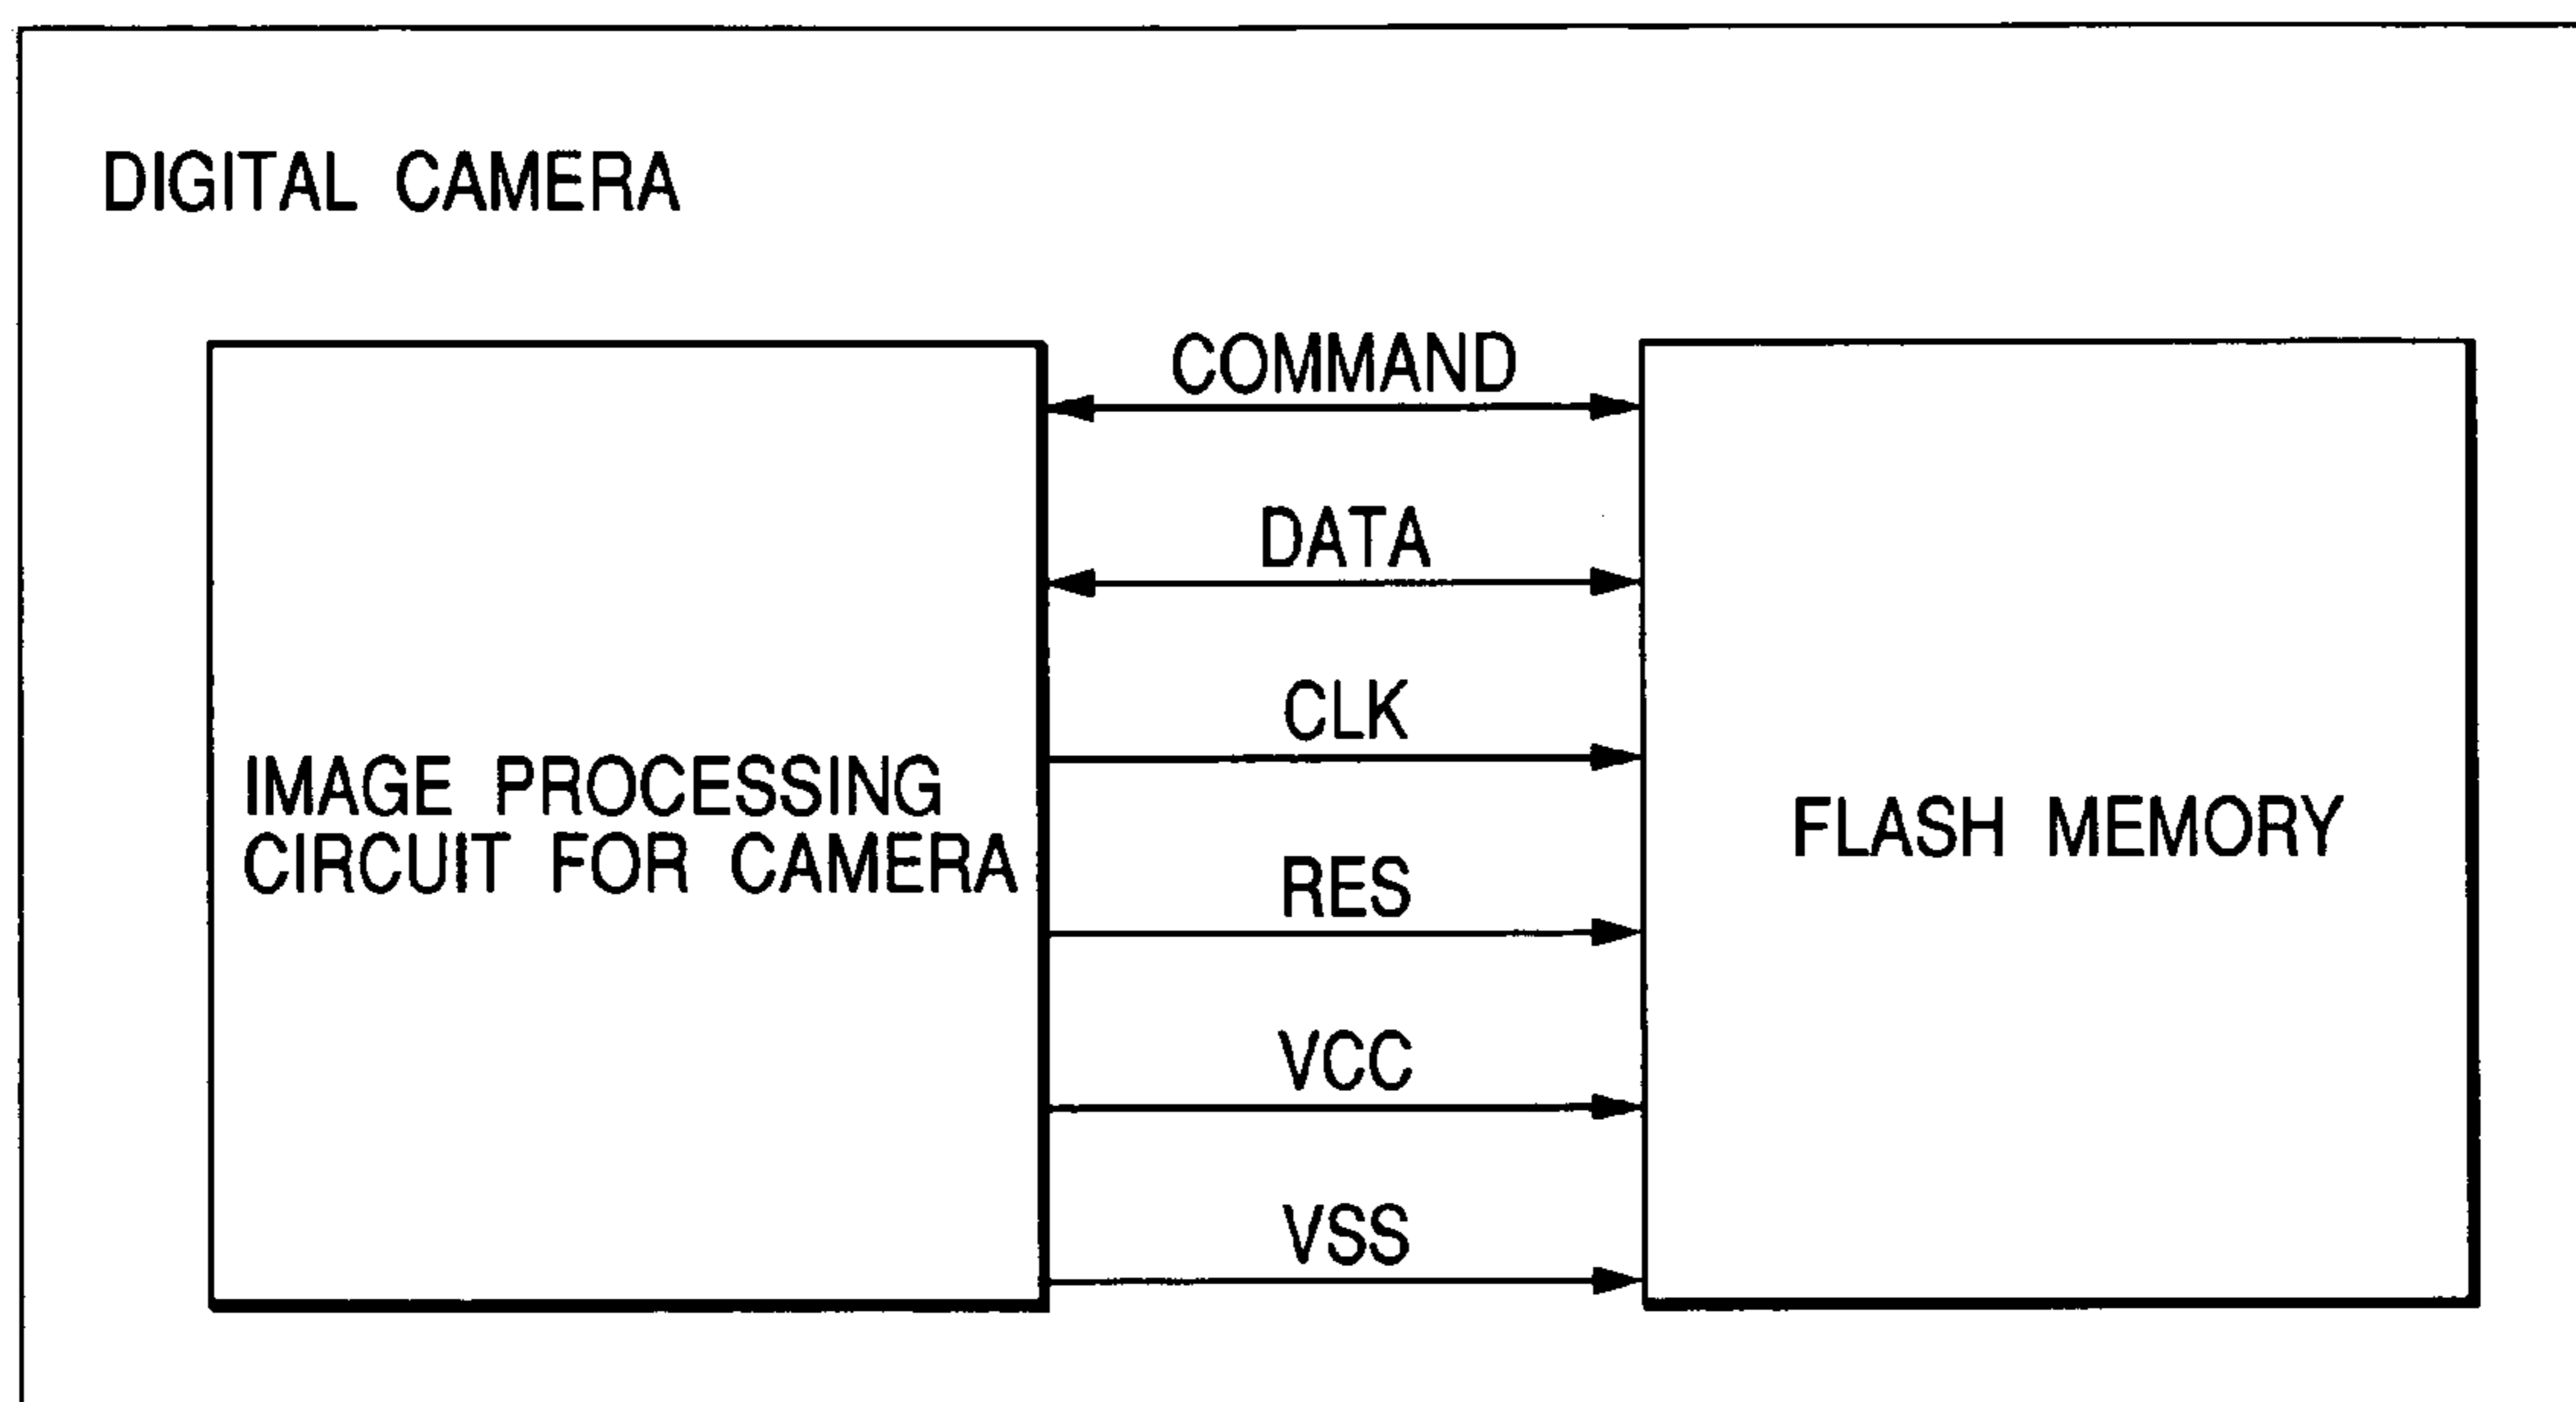 DIGITAL CAMERA
COMMAND
DATA
CLK
RES
VCC
VSS
IMAGE PROCESSING
CIRCUIT FOR CAMERA
FLASH MEMORY